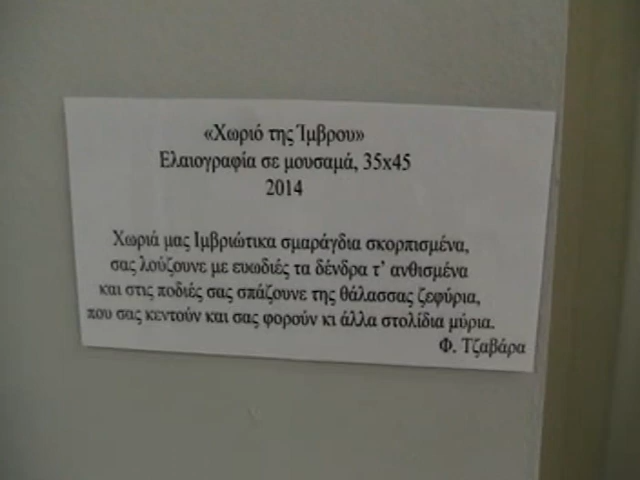 «Χωριό της Ίμβρου»
Ελαιογραφία σε μουσαμά, 35x45
2014
Χωριά μας Ιμβριώτικα σμαράγδια σκορπισμένα,
σας λούζουνε με ευωδιές τα δένδρα τ’ ανθισμένα
και στις ποδιές σας σπάζουνε της θάλασσας ζεφύρια,
που σας κεντούν και σας φορούν κι άλλα στολίδια μύρια.
Φ. Τζαβάρα